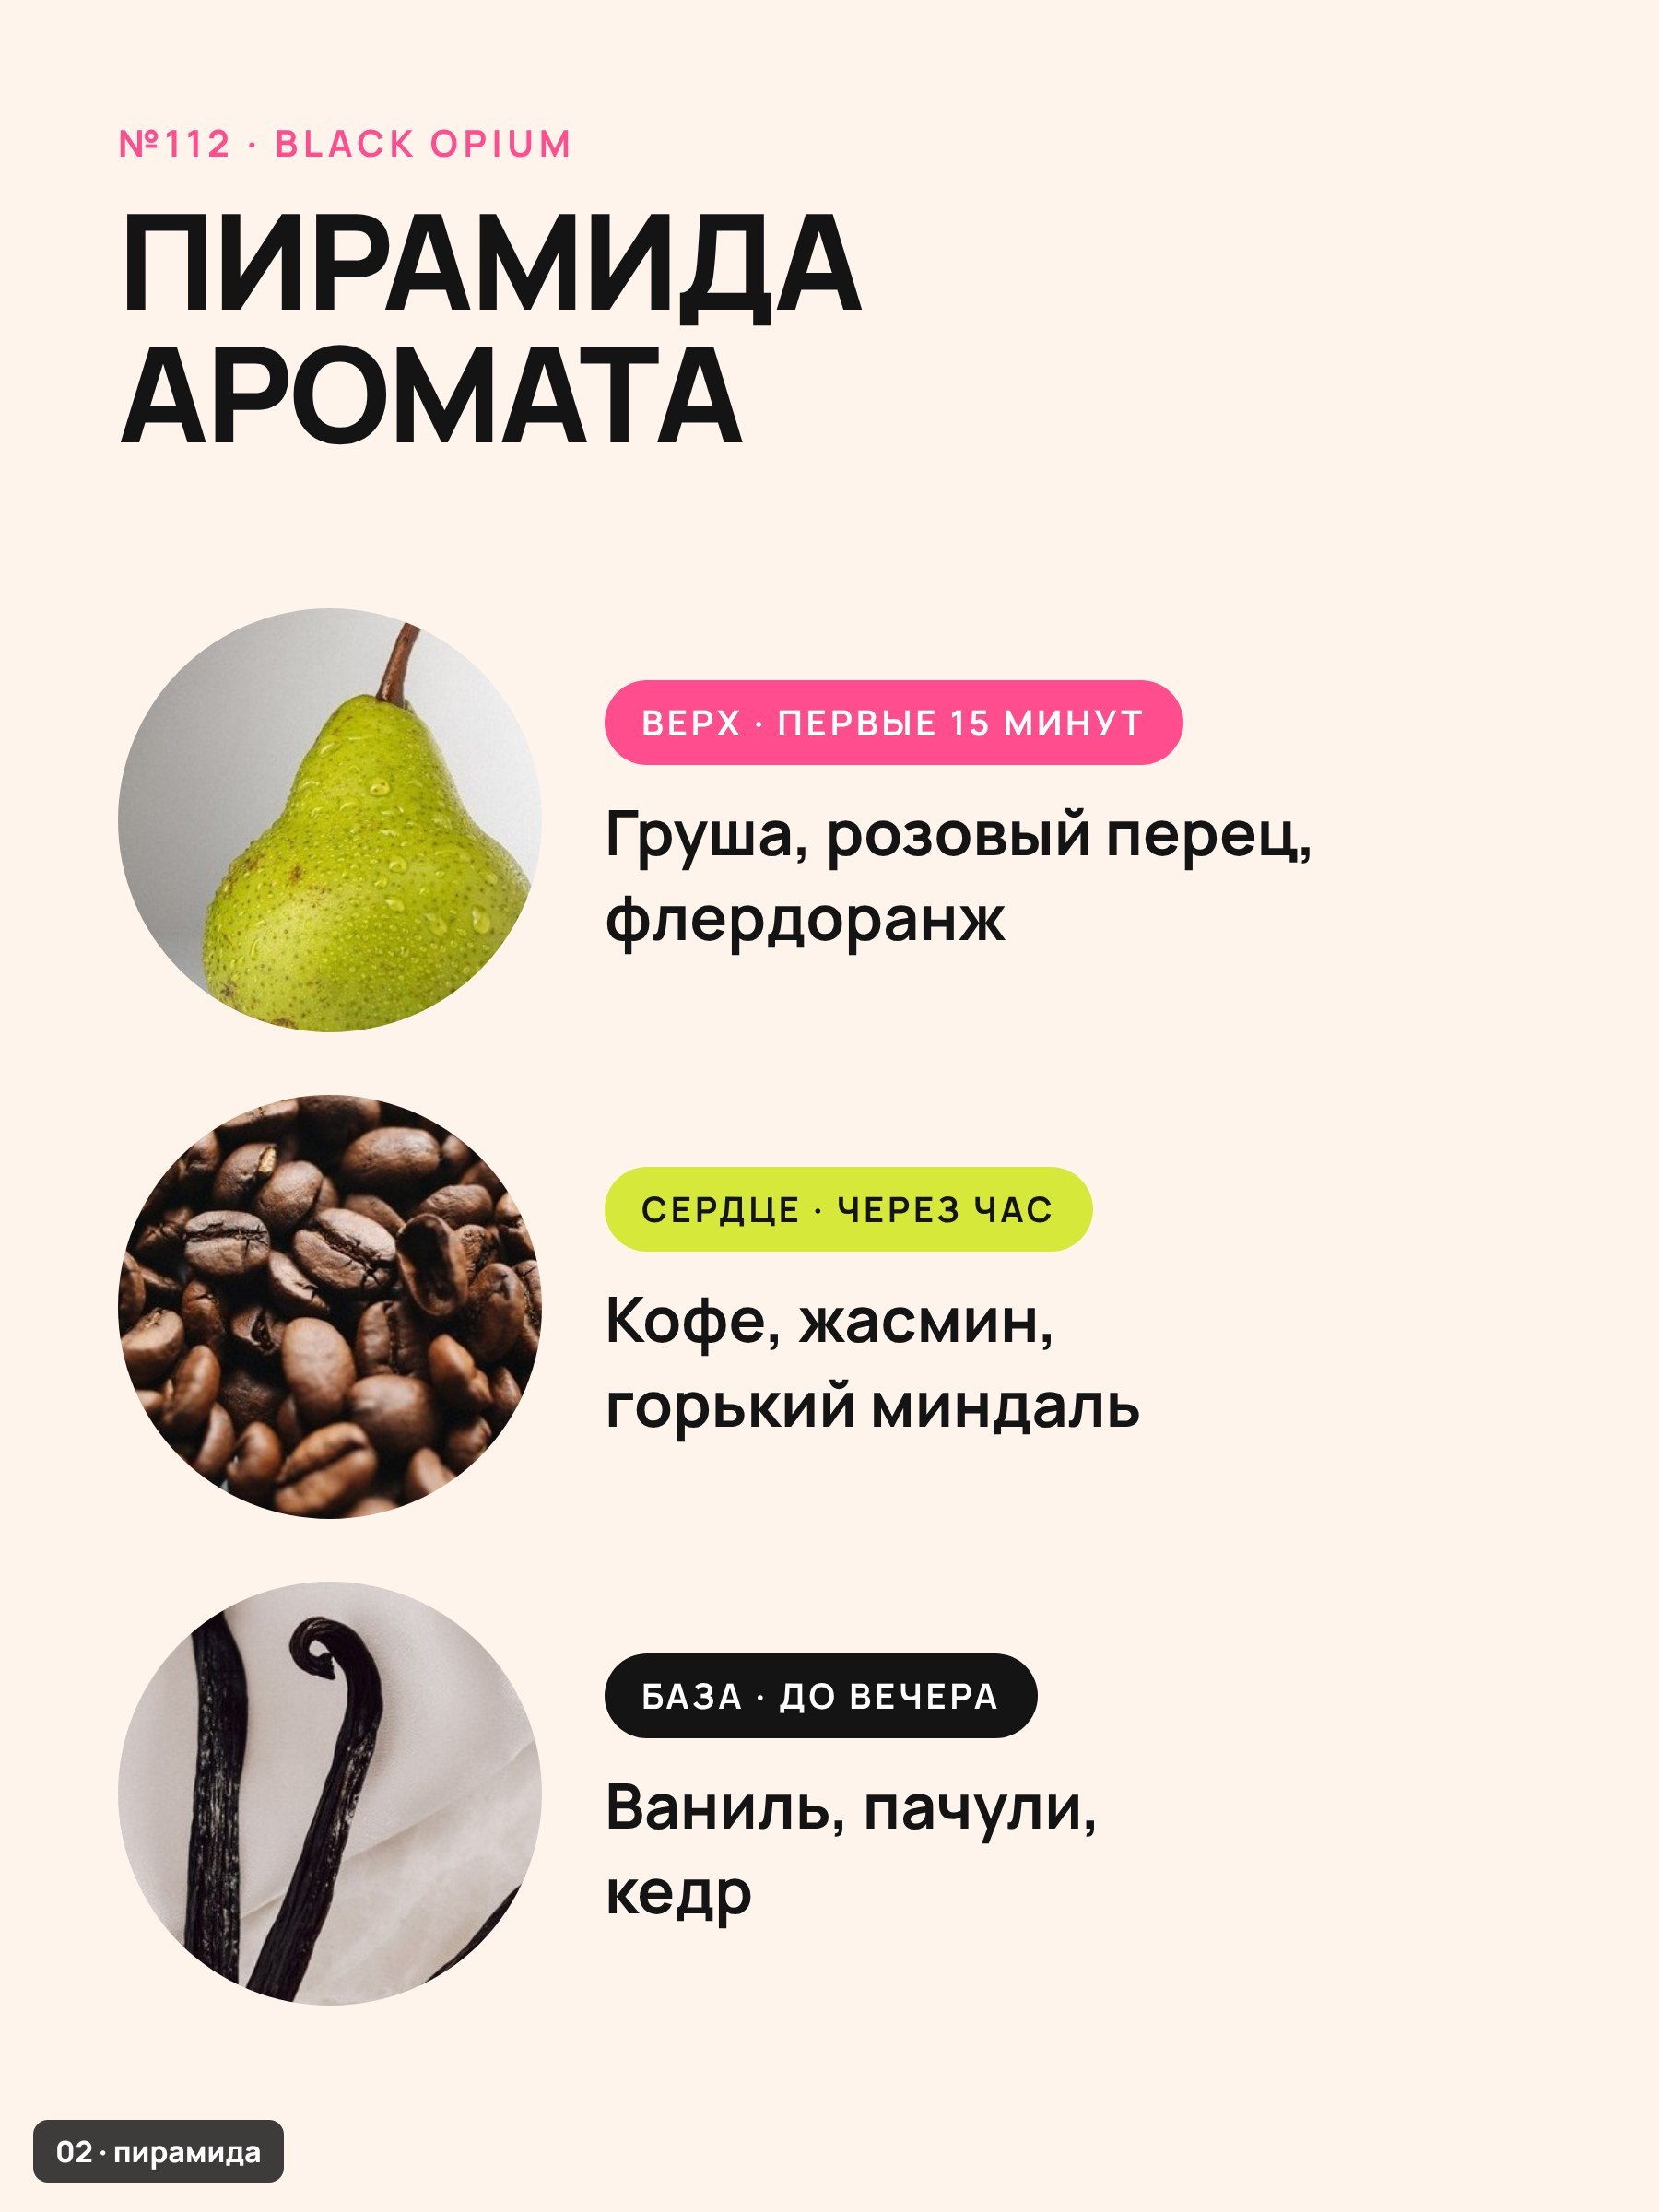 №112 · BLACK OPIUM
ПИРАМИДА
АРОМАТА
ВЕРХ · ПЕРВЫЕ 15 МИНУТ
Груша, розовый перец,
флердоранж
СЕРДЦЕ · ЧЕРЕЗ ЧАС
Кофе, жасмин,
горький миндаль
БАЗА · ДО ВЕЧЕРА
Ваниль, пачули,
кедр
02 · пирамида